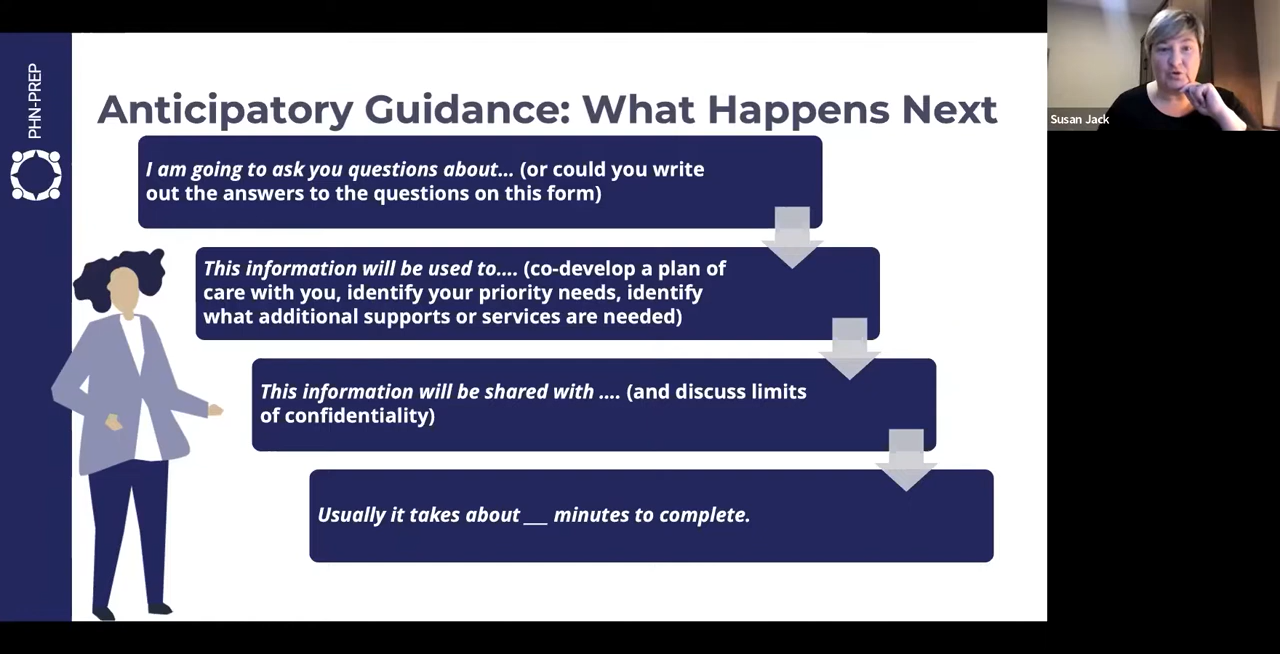 PHN-PREP
Anticipatory Guidance: What Happens Next
I am going to ask you questions about... (or could you write
out the answers to the questions on this form)
This information will be used to.... (co-develop a plan of
care with you, identify your priority needs, identify
what additional supports or services are needed)
This information will be shared with .... (and discuss limits
of confidentiality)
Usually it takes about ___ minutes to complete.
Susan Jack